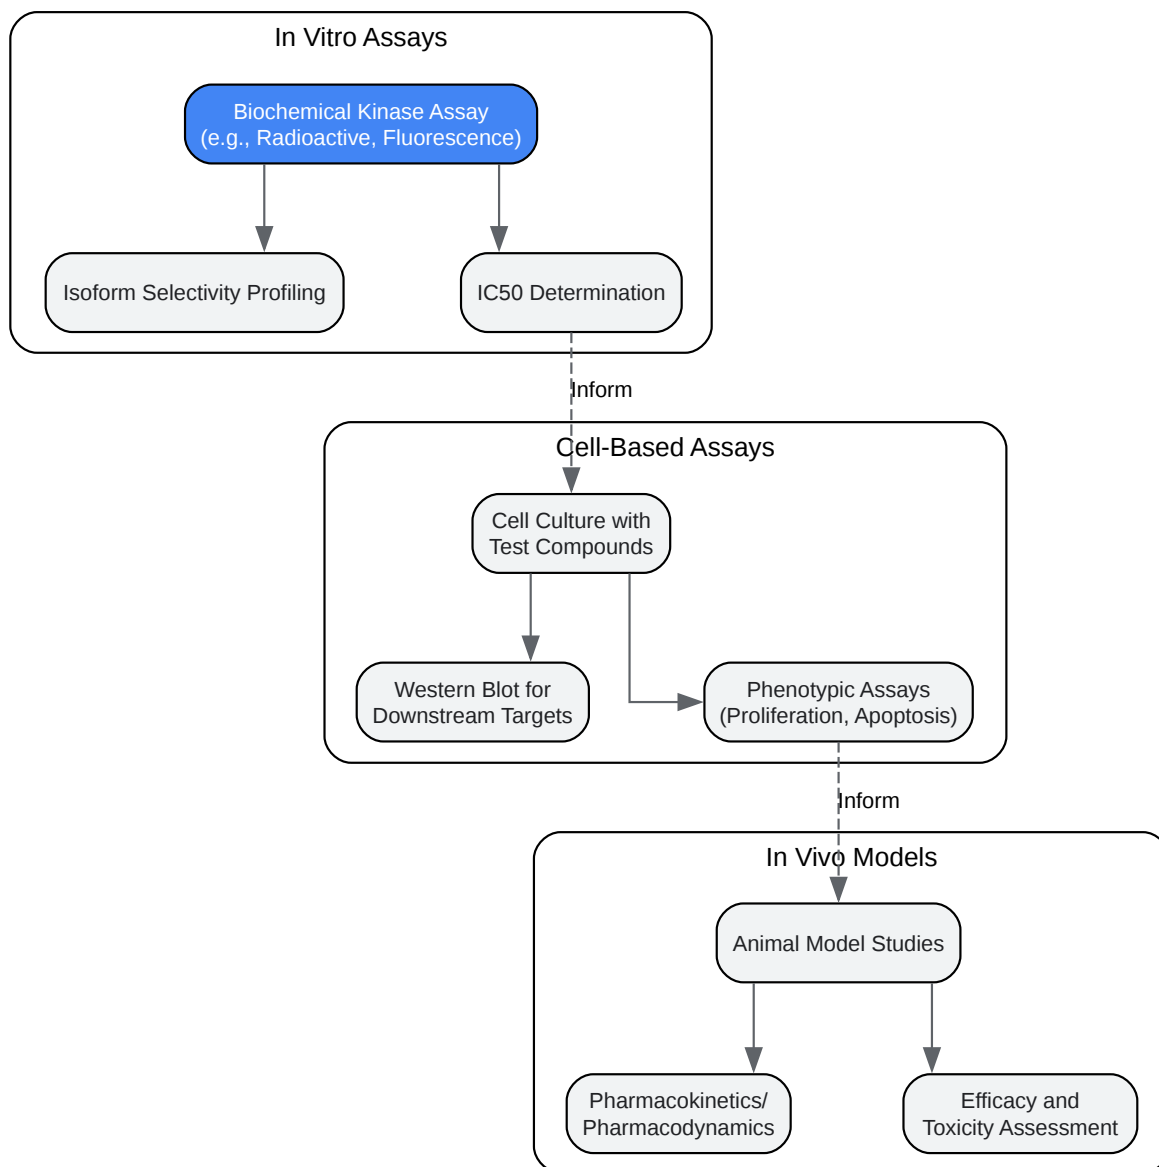 In Vitro Assays
Biochemical Kinase Assay
(e.g., Radioactive, Fluorescence)
Isoform Selectivity Profiling
IC50 Determination
Inform
Cell-Based Assays
Cell Culture with
Test Compounds
Western Blot for
Downstream Targets
Phenotypic Assays
(Proliferation, Apoptosis)
Inform
In Vivo Models
Animal Model Studies
Pharmacokinetics/
Pharmacodynamics
Efficacy and
Toxicity Assessment